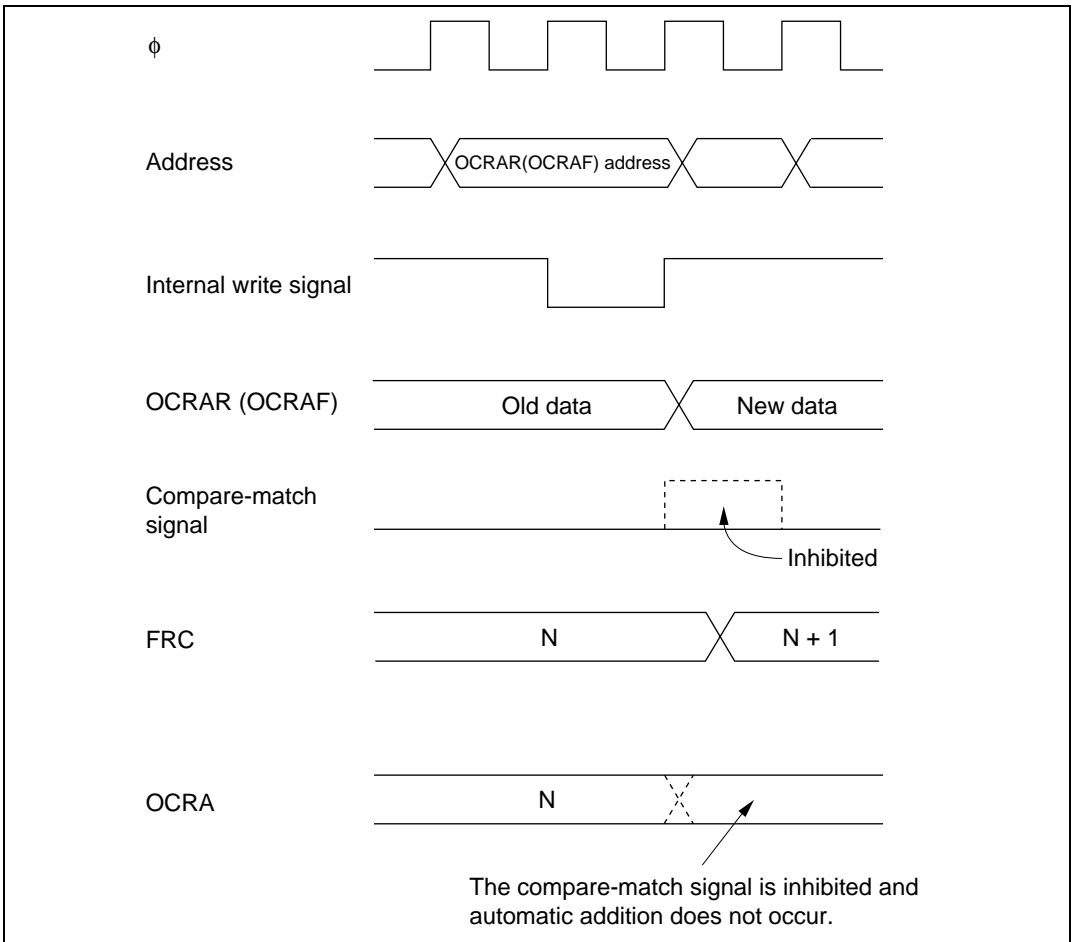 ϕ
Address
OCRAR(OCRAF) address
Internal write signal
OCRAR (OCRAF)
Old data
New data
Compare-match
signal
Inhibited
FRC
N
N + 1
OCRA
N
The compare-match signal is inhibited and
automatic addition does not occur.